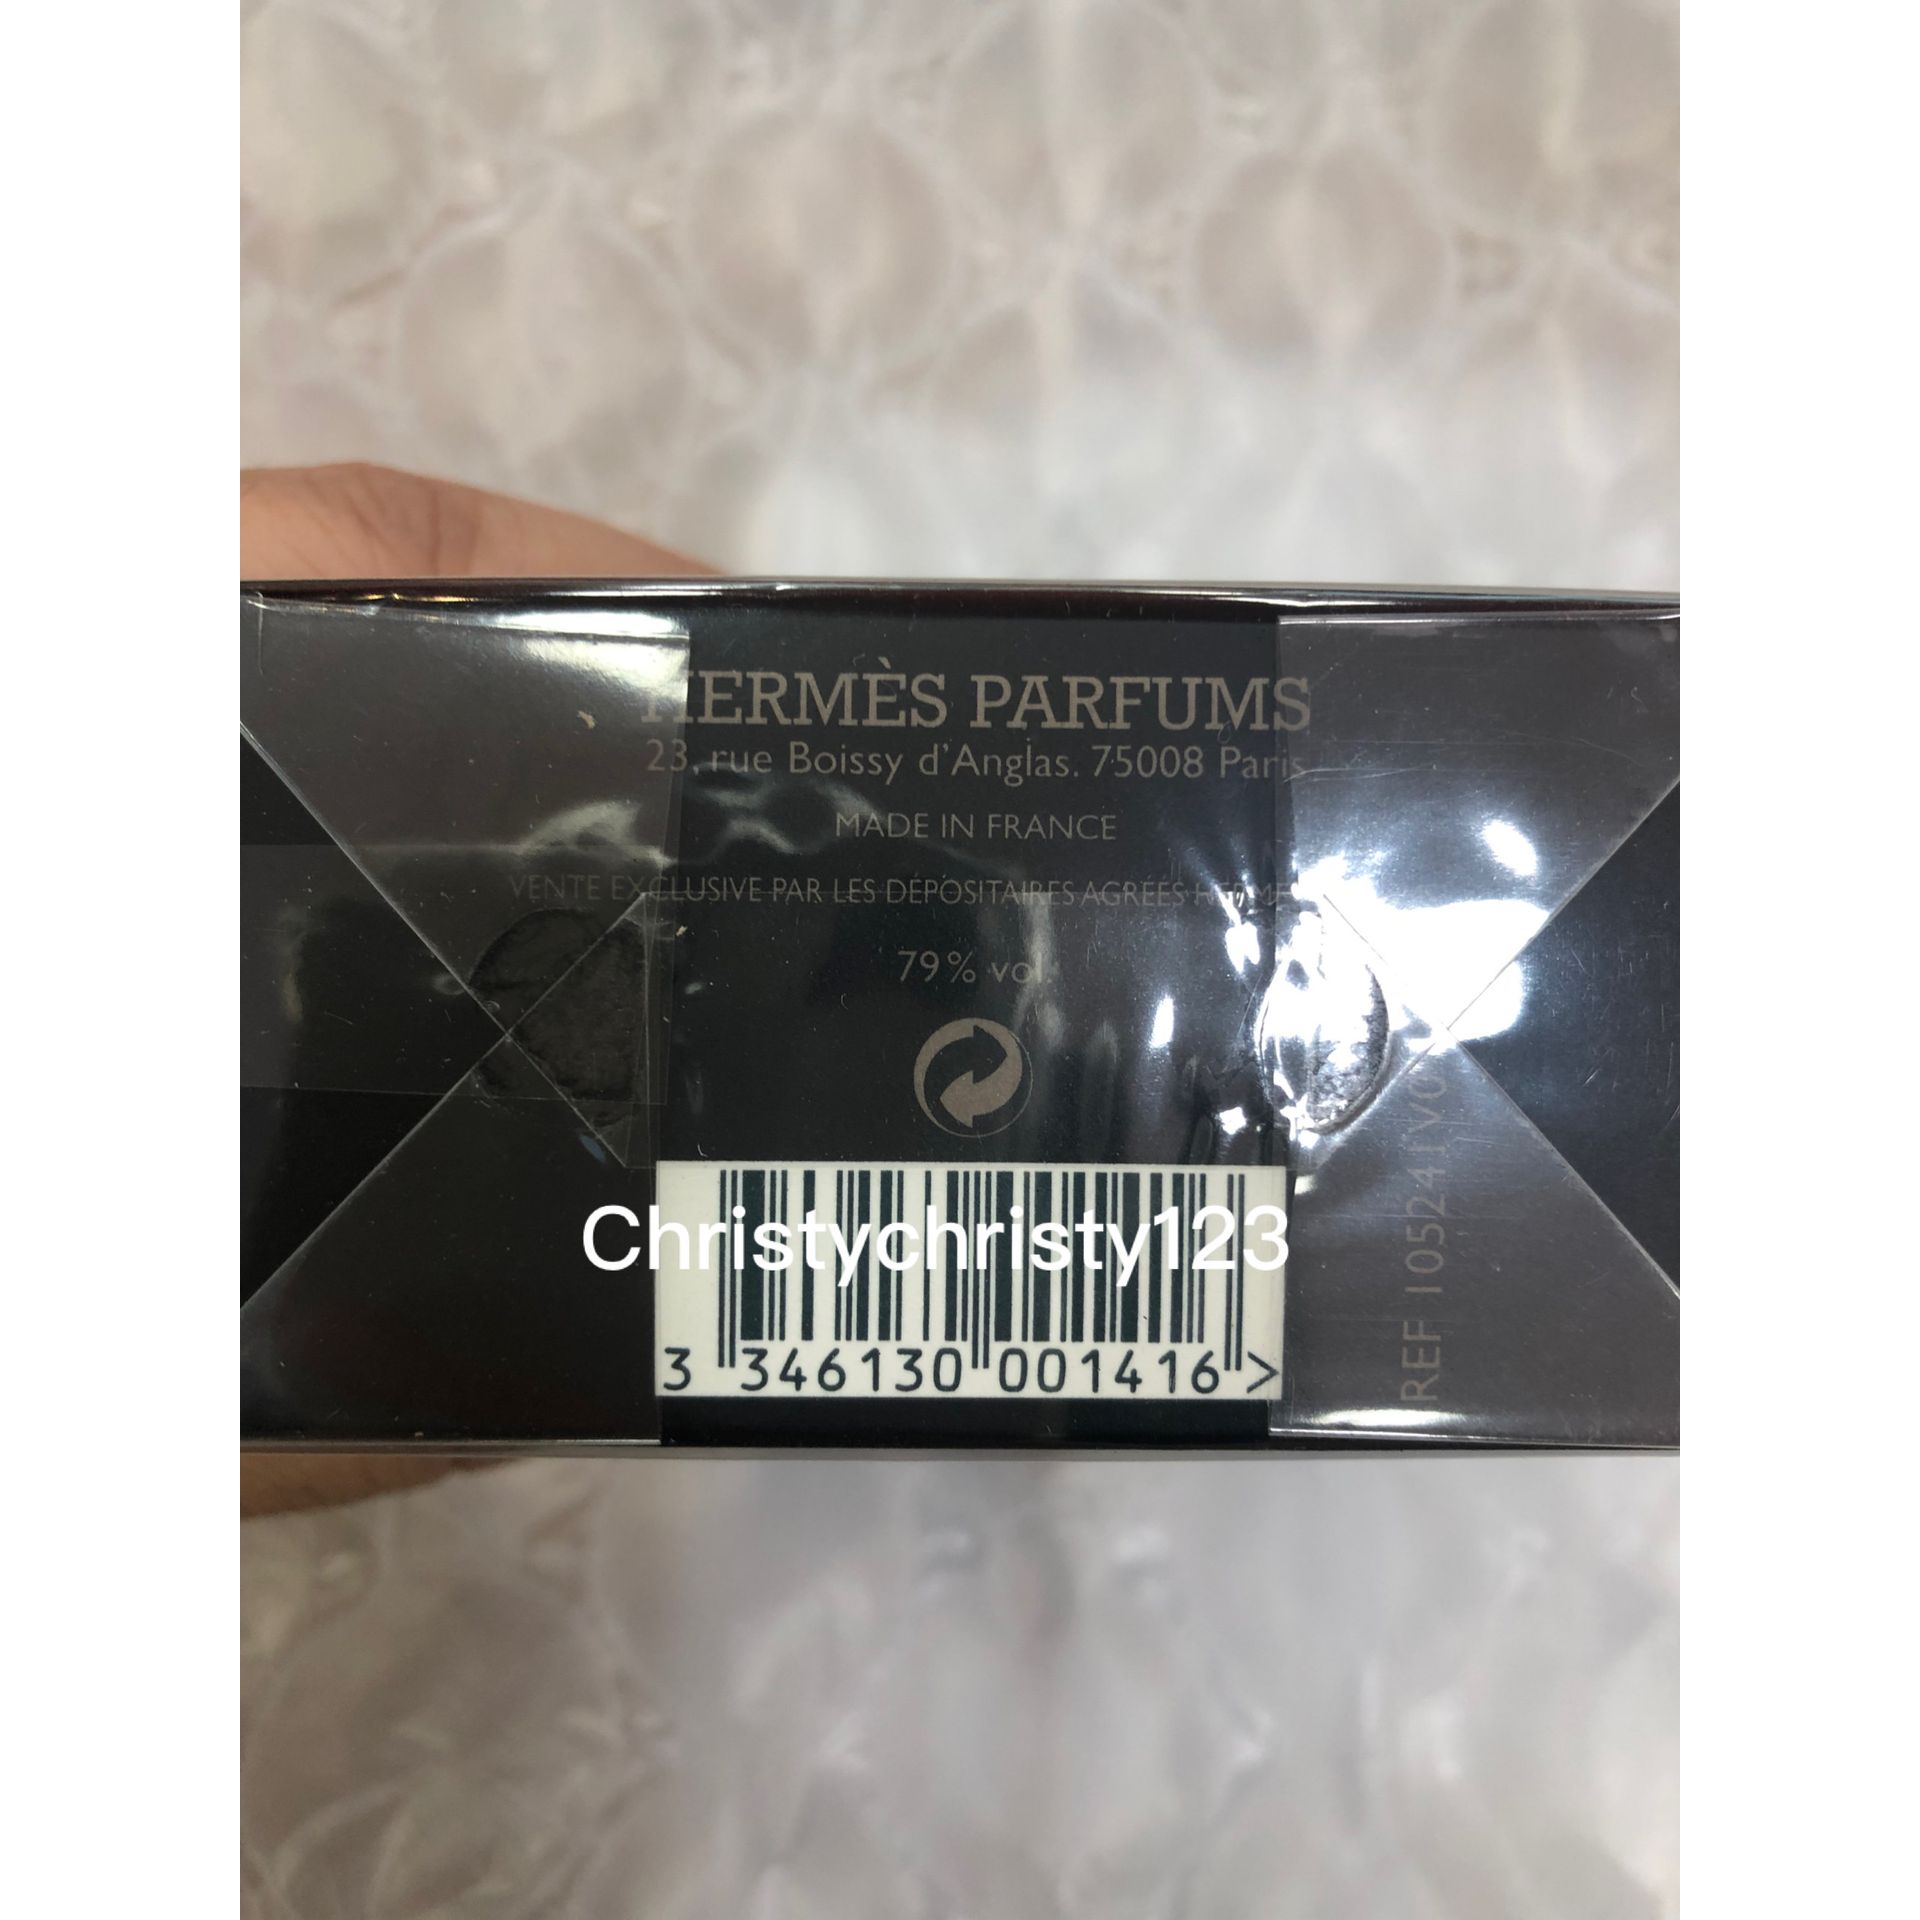 HERMÈS PARFUMS
23, rue Boissy d'Anglas. 75008 Paris
MADE IN FRANCE
VENTE EXCLUSIVE PAR LES DÉPOSITAIRES AGRÉÉS
79% vol
Christychristy123
3 346130 001416 >
REF 105241V0